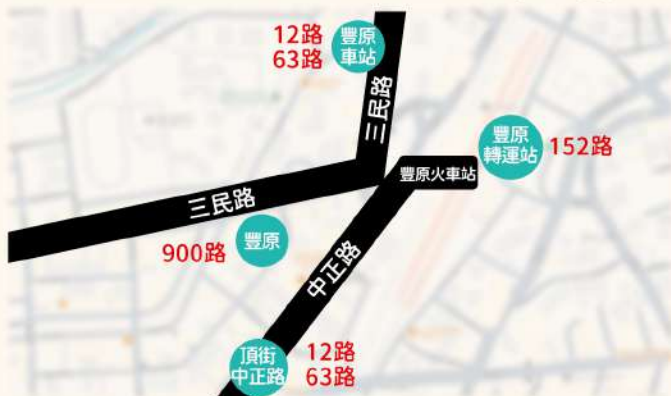 12路
63路
豐原
車站
三民路
豐原
轉運站
152路
豐原火車站
三民路
900路
豐原
中正路
頂街
中正路
12路
63路